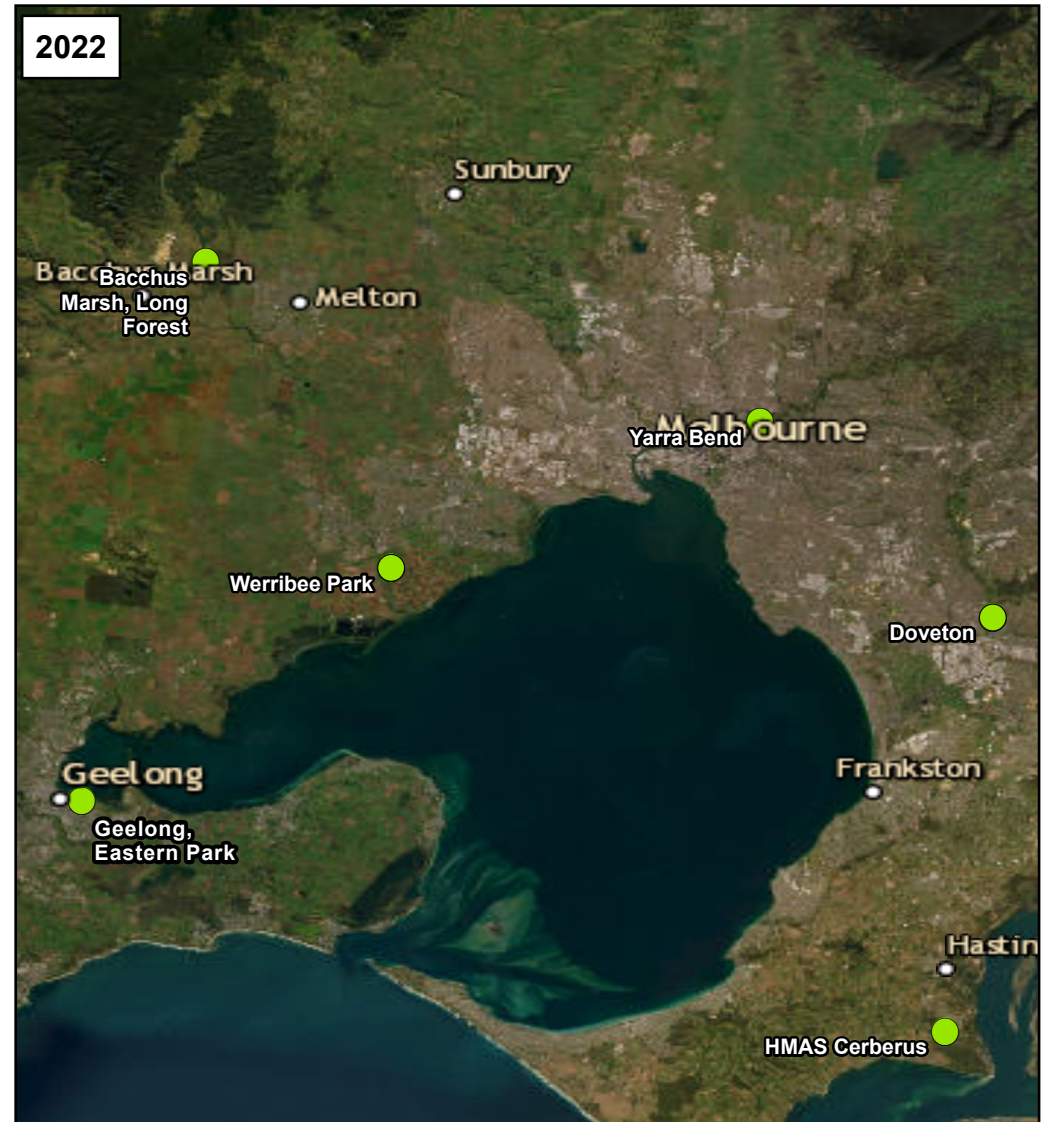 2022
Sunbury
Bacchus Marsh
Bacchus
Marsh, Long
Forest
Melton
Melbourne
Yarra Bend
Werribee Park
Doveton
Geelong
Geelong,
Eastern Park
Frankston
Hastin
HMAS Cerberus